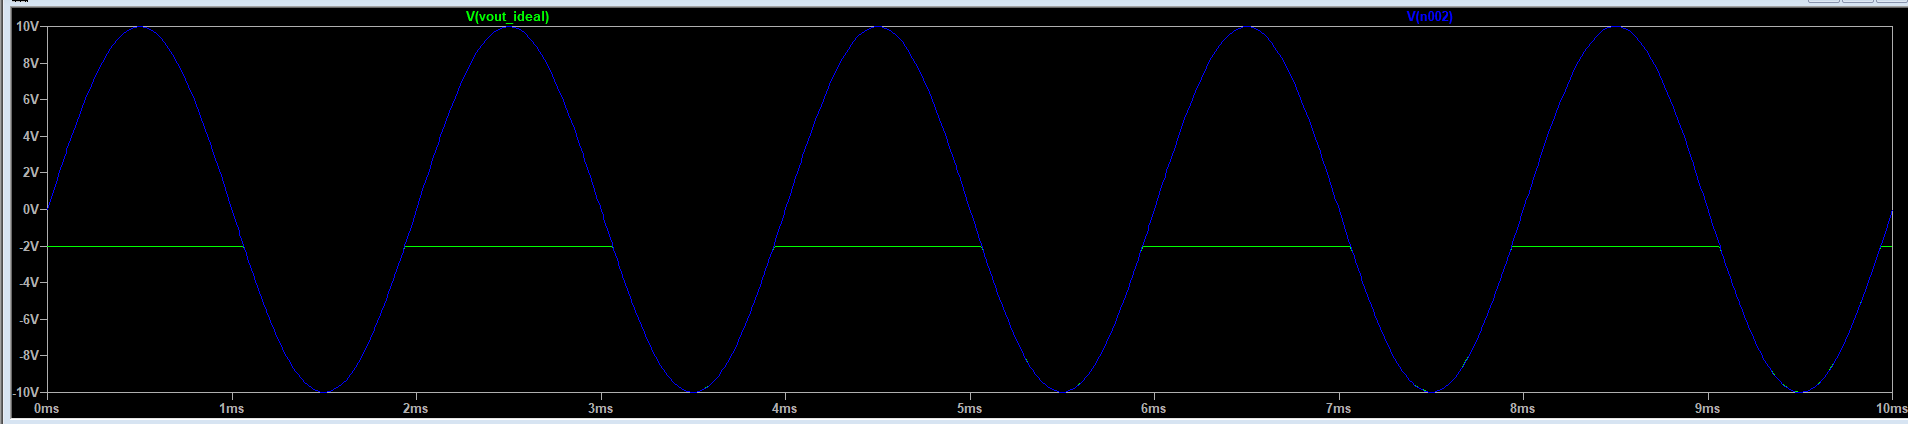 V(vout_ideal) V(n002)
10V
8V
6V
4V
2V
0V
-2V
-4V
-6V
-8V
-10V
0ms 1ms 2ms 3ms 4ms 5ms 6ms 7ms 8ms 9ms 10ms